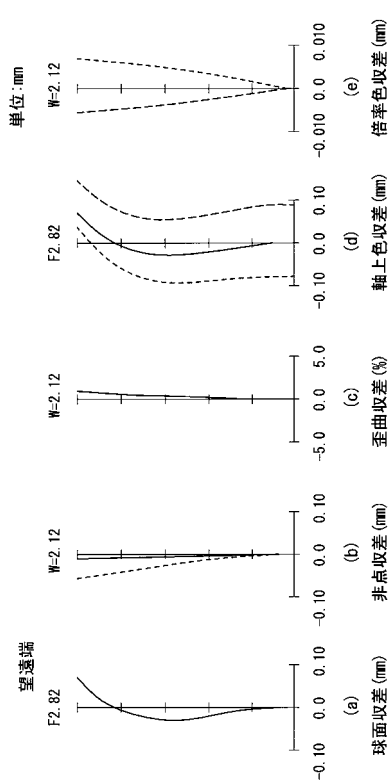 望遠端
単位:mm
F2.82
-0.10 0.0 0.10
(a)
球面収差(mm)
W=2.12
-0.10 0.0 0.10
(b)
非点収差(mm)
W=2.12
-5.0 0.0 5.0
(c)
歪曲収差(%)
F2.82
-0.10 0.0 0.10
(d)
軸上色収差(mm)
W=2.12
-0.010 0.0 0.010
(e)
倍率色収差(mm)